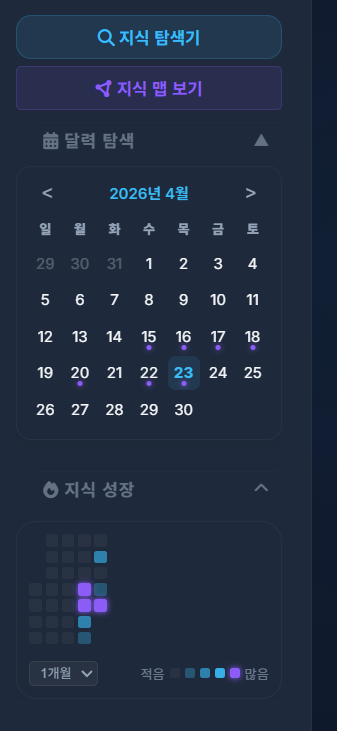 지식 탐색기
지식 맵 보기
달력 탐색 ▲
< 2026년 4월 >
일 월 화 수 목 금 토
29 30 31 1 2 3 4
5 6 7 8 9 10 11
12 13 14 15 16 17 18
19 20 21 22 23 24 25
26 27 28 29 30
지식 성장
1개월 적음 많음